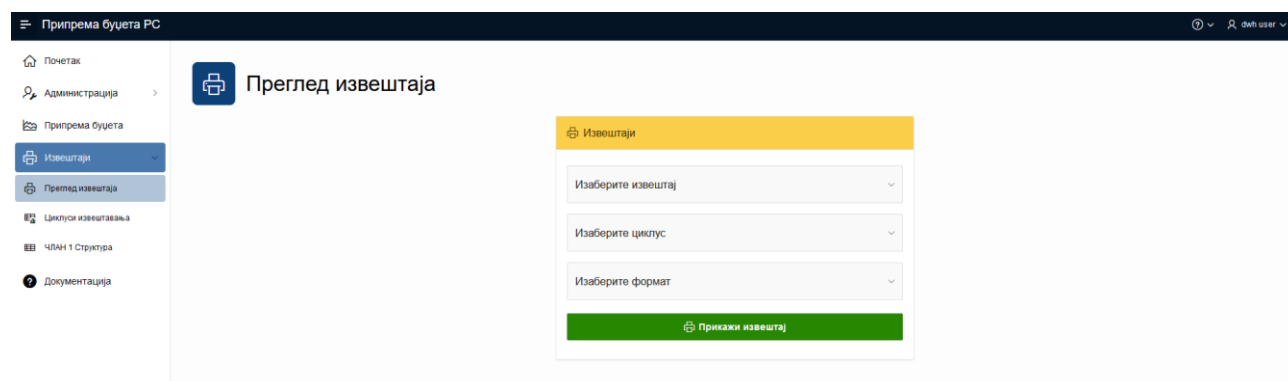 Припрема буџета РС
dwh user
Почетак
Администрација
Припрема буџета
Извештаји
Преглед извештаја
Циклуси извештавања
ЧЛАН 1 Структура
Документација
Преглед извештаја
Извештаји
Изаберите извештај
Изаберите циклус
Изаберите формат
Прикажи извештај